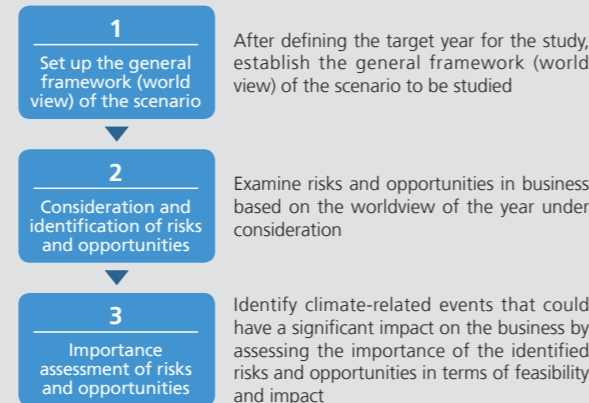 1
Set up the general
framework (world
view) of the scenario
After defining the target year for the study,
establish the general framework (world
view) of the scenario to be studied
2
Consideration and
identification of risks
and opportunities
Examine risks and opportunities in business
based on the worldview of the year under
consideration
3
Importance
assessment of risks
and opportunities
Identify climate-related events that could
have a significant impact on the business by
assessing the importance of the identified
risks and opportunities in terms of feasibility
and impact